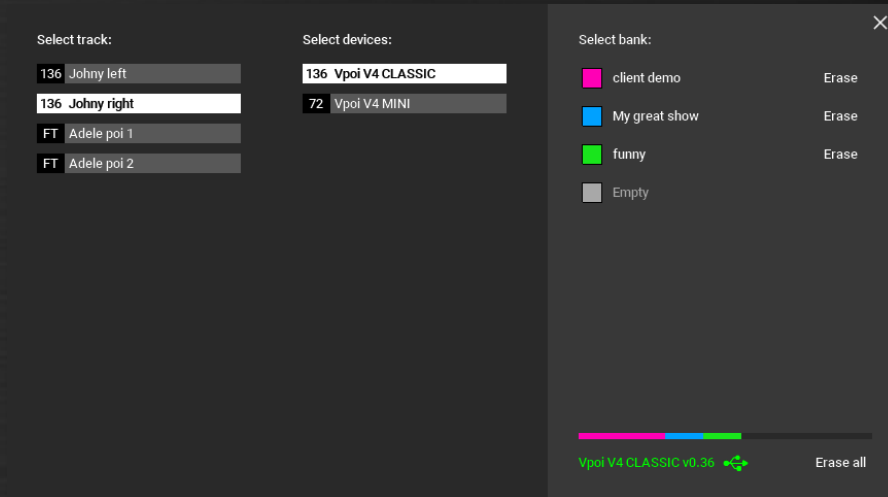 Select track:
136 Johny left
136 Johny right
FT Adele poi 1
FT Adele poi 2
Select devices:
136 Vpoi V4 CLASSIC
72 Vpoi V4 MINI
Select bank:
client demo Erase
My great show Erase
funny Erase
Empty
Vpoi V4 CLASSIC v0.36 Erase all